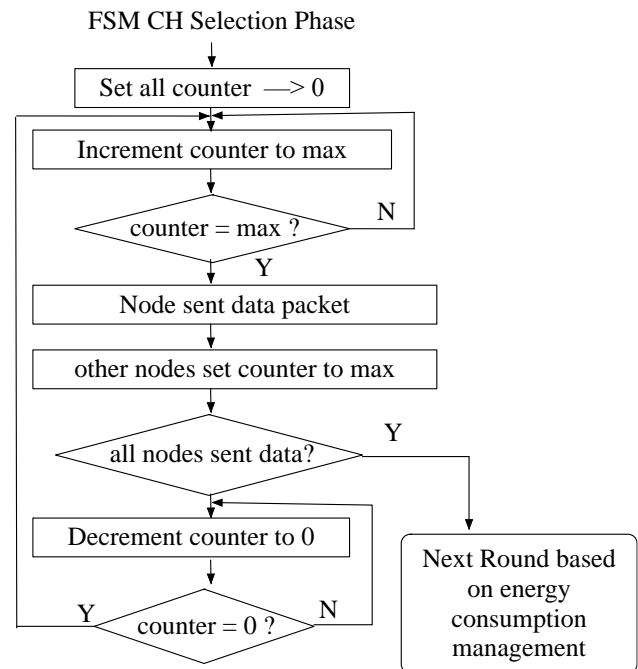 FSM CH Selection Phase
Set all counter —> 0
Increment counter to max
counter = max ?
N
Y
Node sent data packet
other nodes set counter to max
all nodes sent data?
Y
Decrement counter to 0
Next Round based
on energy
consumption
management
counter = 0 ?
Y
N